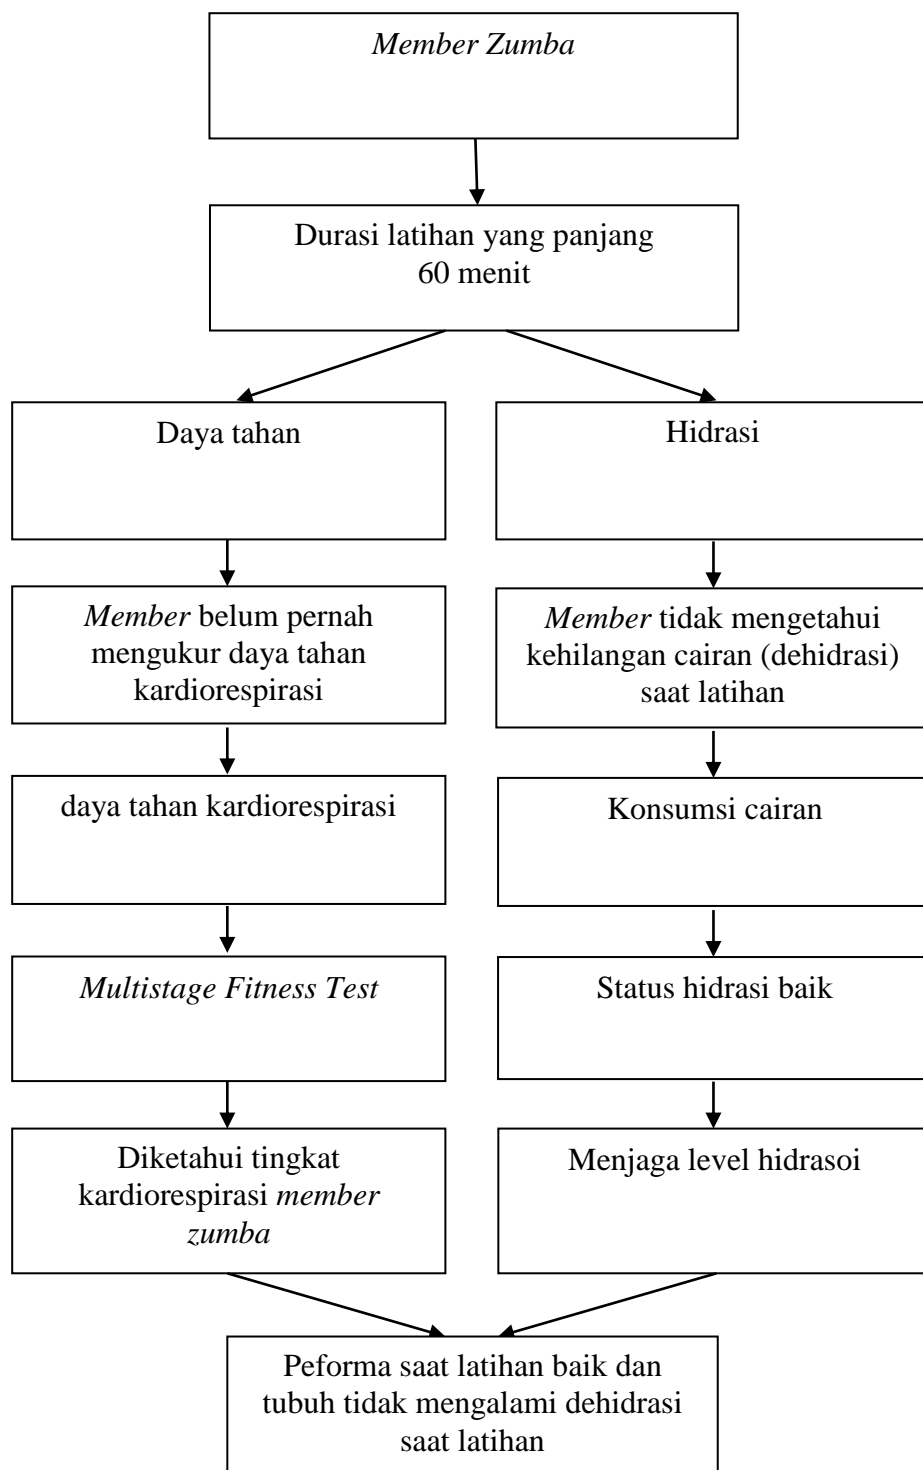 Member Zumba
Durasi latihan yang panjang
60 menit
Daya tahan
Hidrasi
Member belum pernah
mengukur daya tahan
kardiorespirasi
Member tidak mengetahui
kehilangan cairan (dehidrasi)
saat latihan
daya tahan kardiorespirasi
Konsumsi cairan
Multistage Fitness Test
Status hidrasi baik
Diketahui tingkat
kardiorespirasi member
zumba
Menjaga level hidrasoi
Peforma saat latihan baik dan
tubuh tidak mengalami dehidrasi
saat latihan